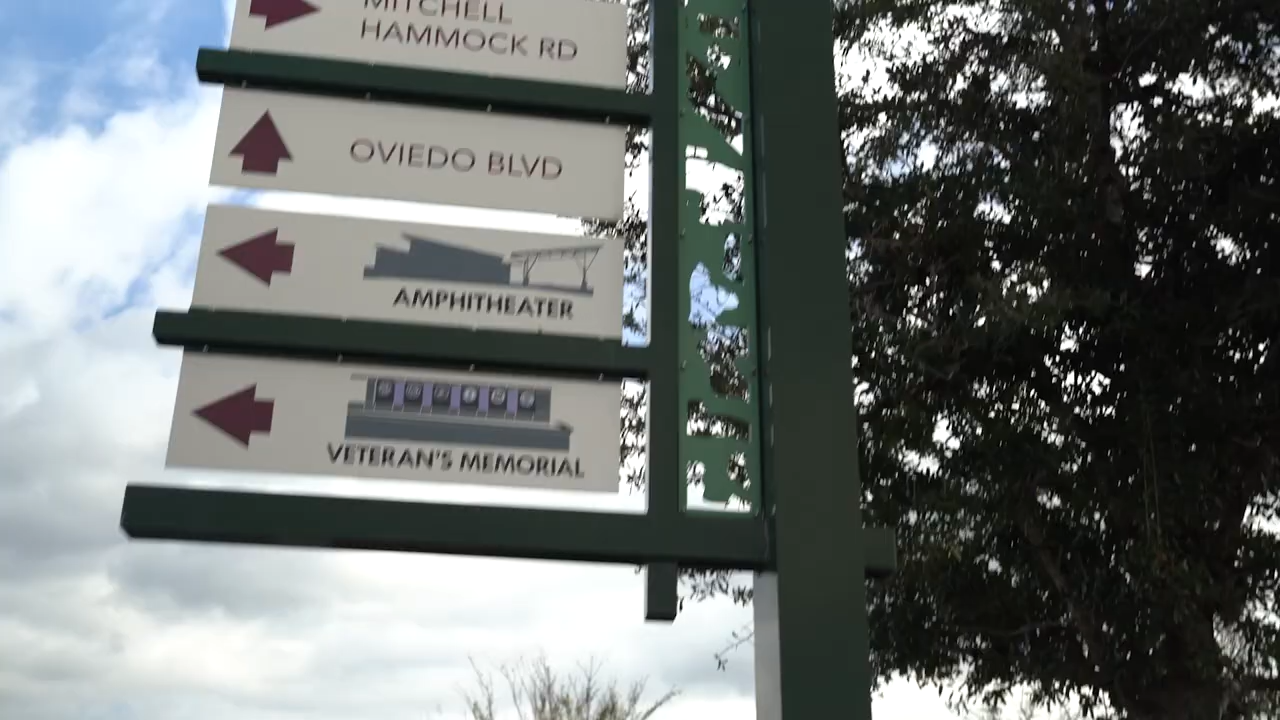 MITCHELL
HAMMOCK RD
OVIEDO BLVD
AMPHITHEATER
VETERAN'S MEMORIAL